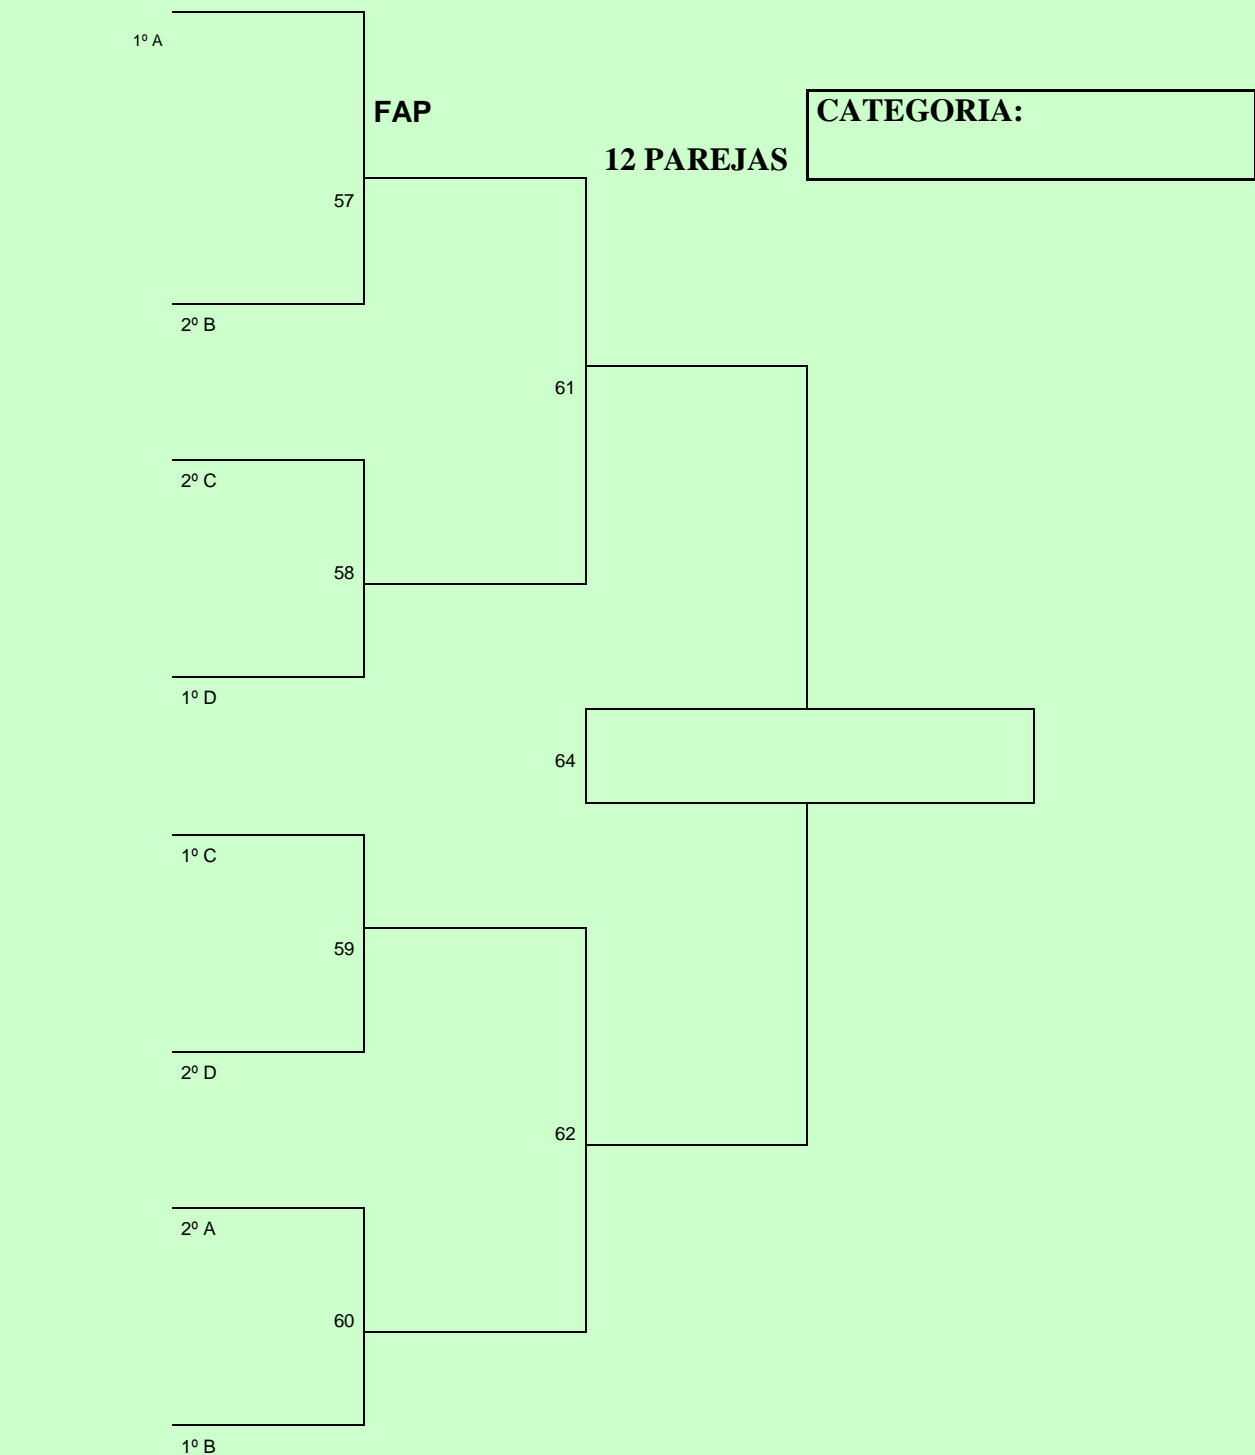 1º A
FAP
CATEGORIA:
12 PAREJAS
57
2º B
61
2º C
58
1º D
64
1º C
59
2º D
62
2º A
60
1º B